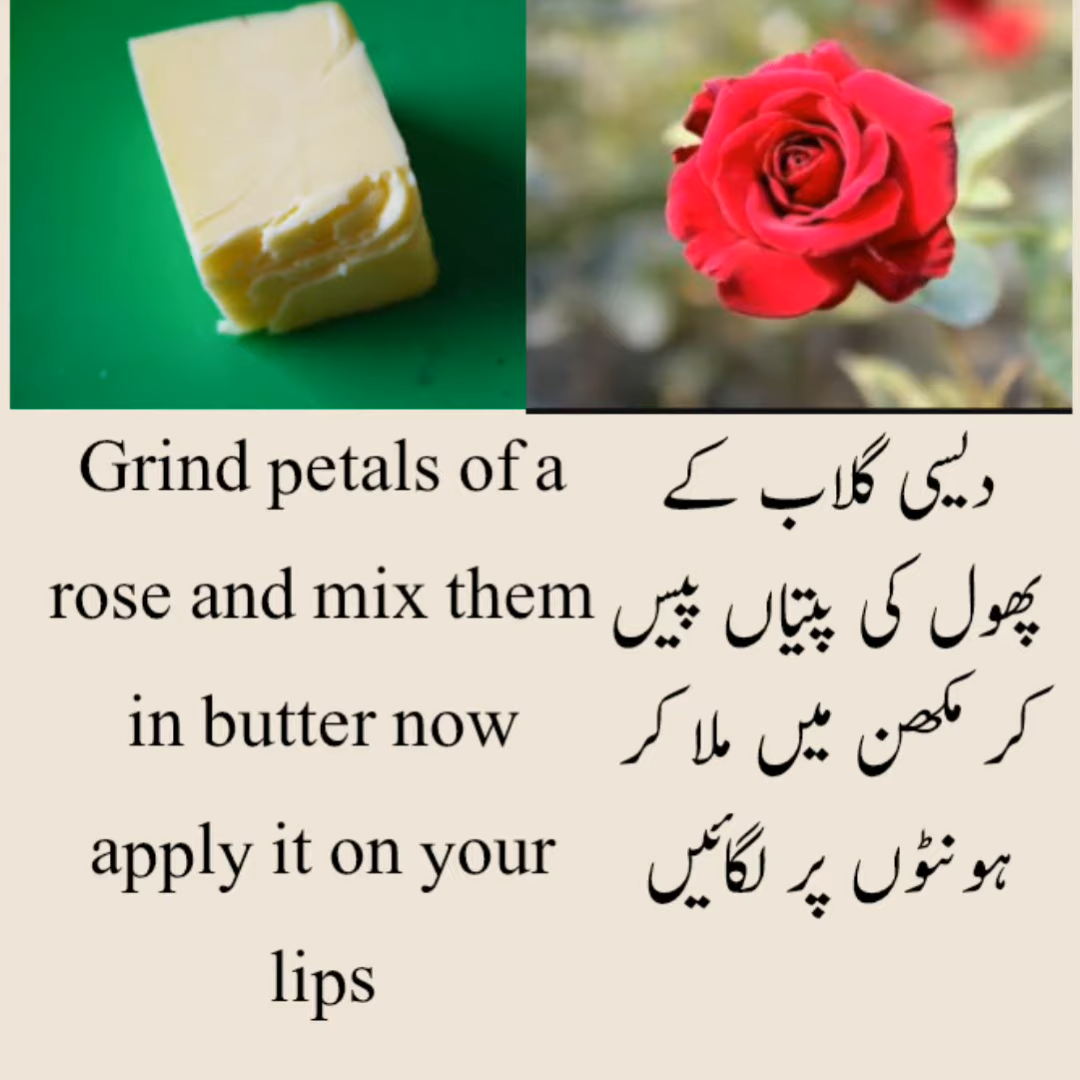 Grind petals of a
rose and mix them
in butter now
apply it on your
lips
دیسی گلاب کے
پھول کی پتیاں پیس
کر مکھن میں ملا کر
ہونٹوں پر لگائیں